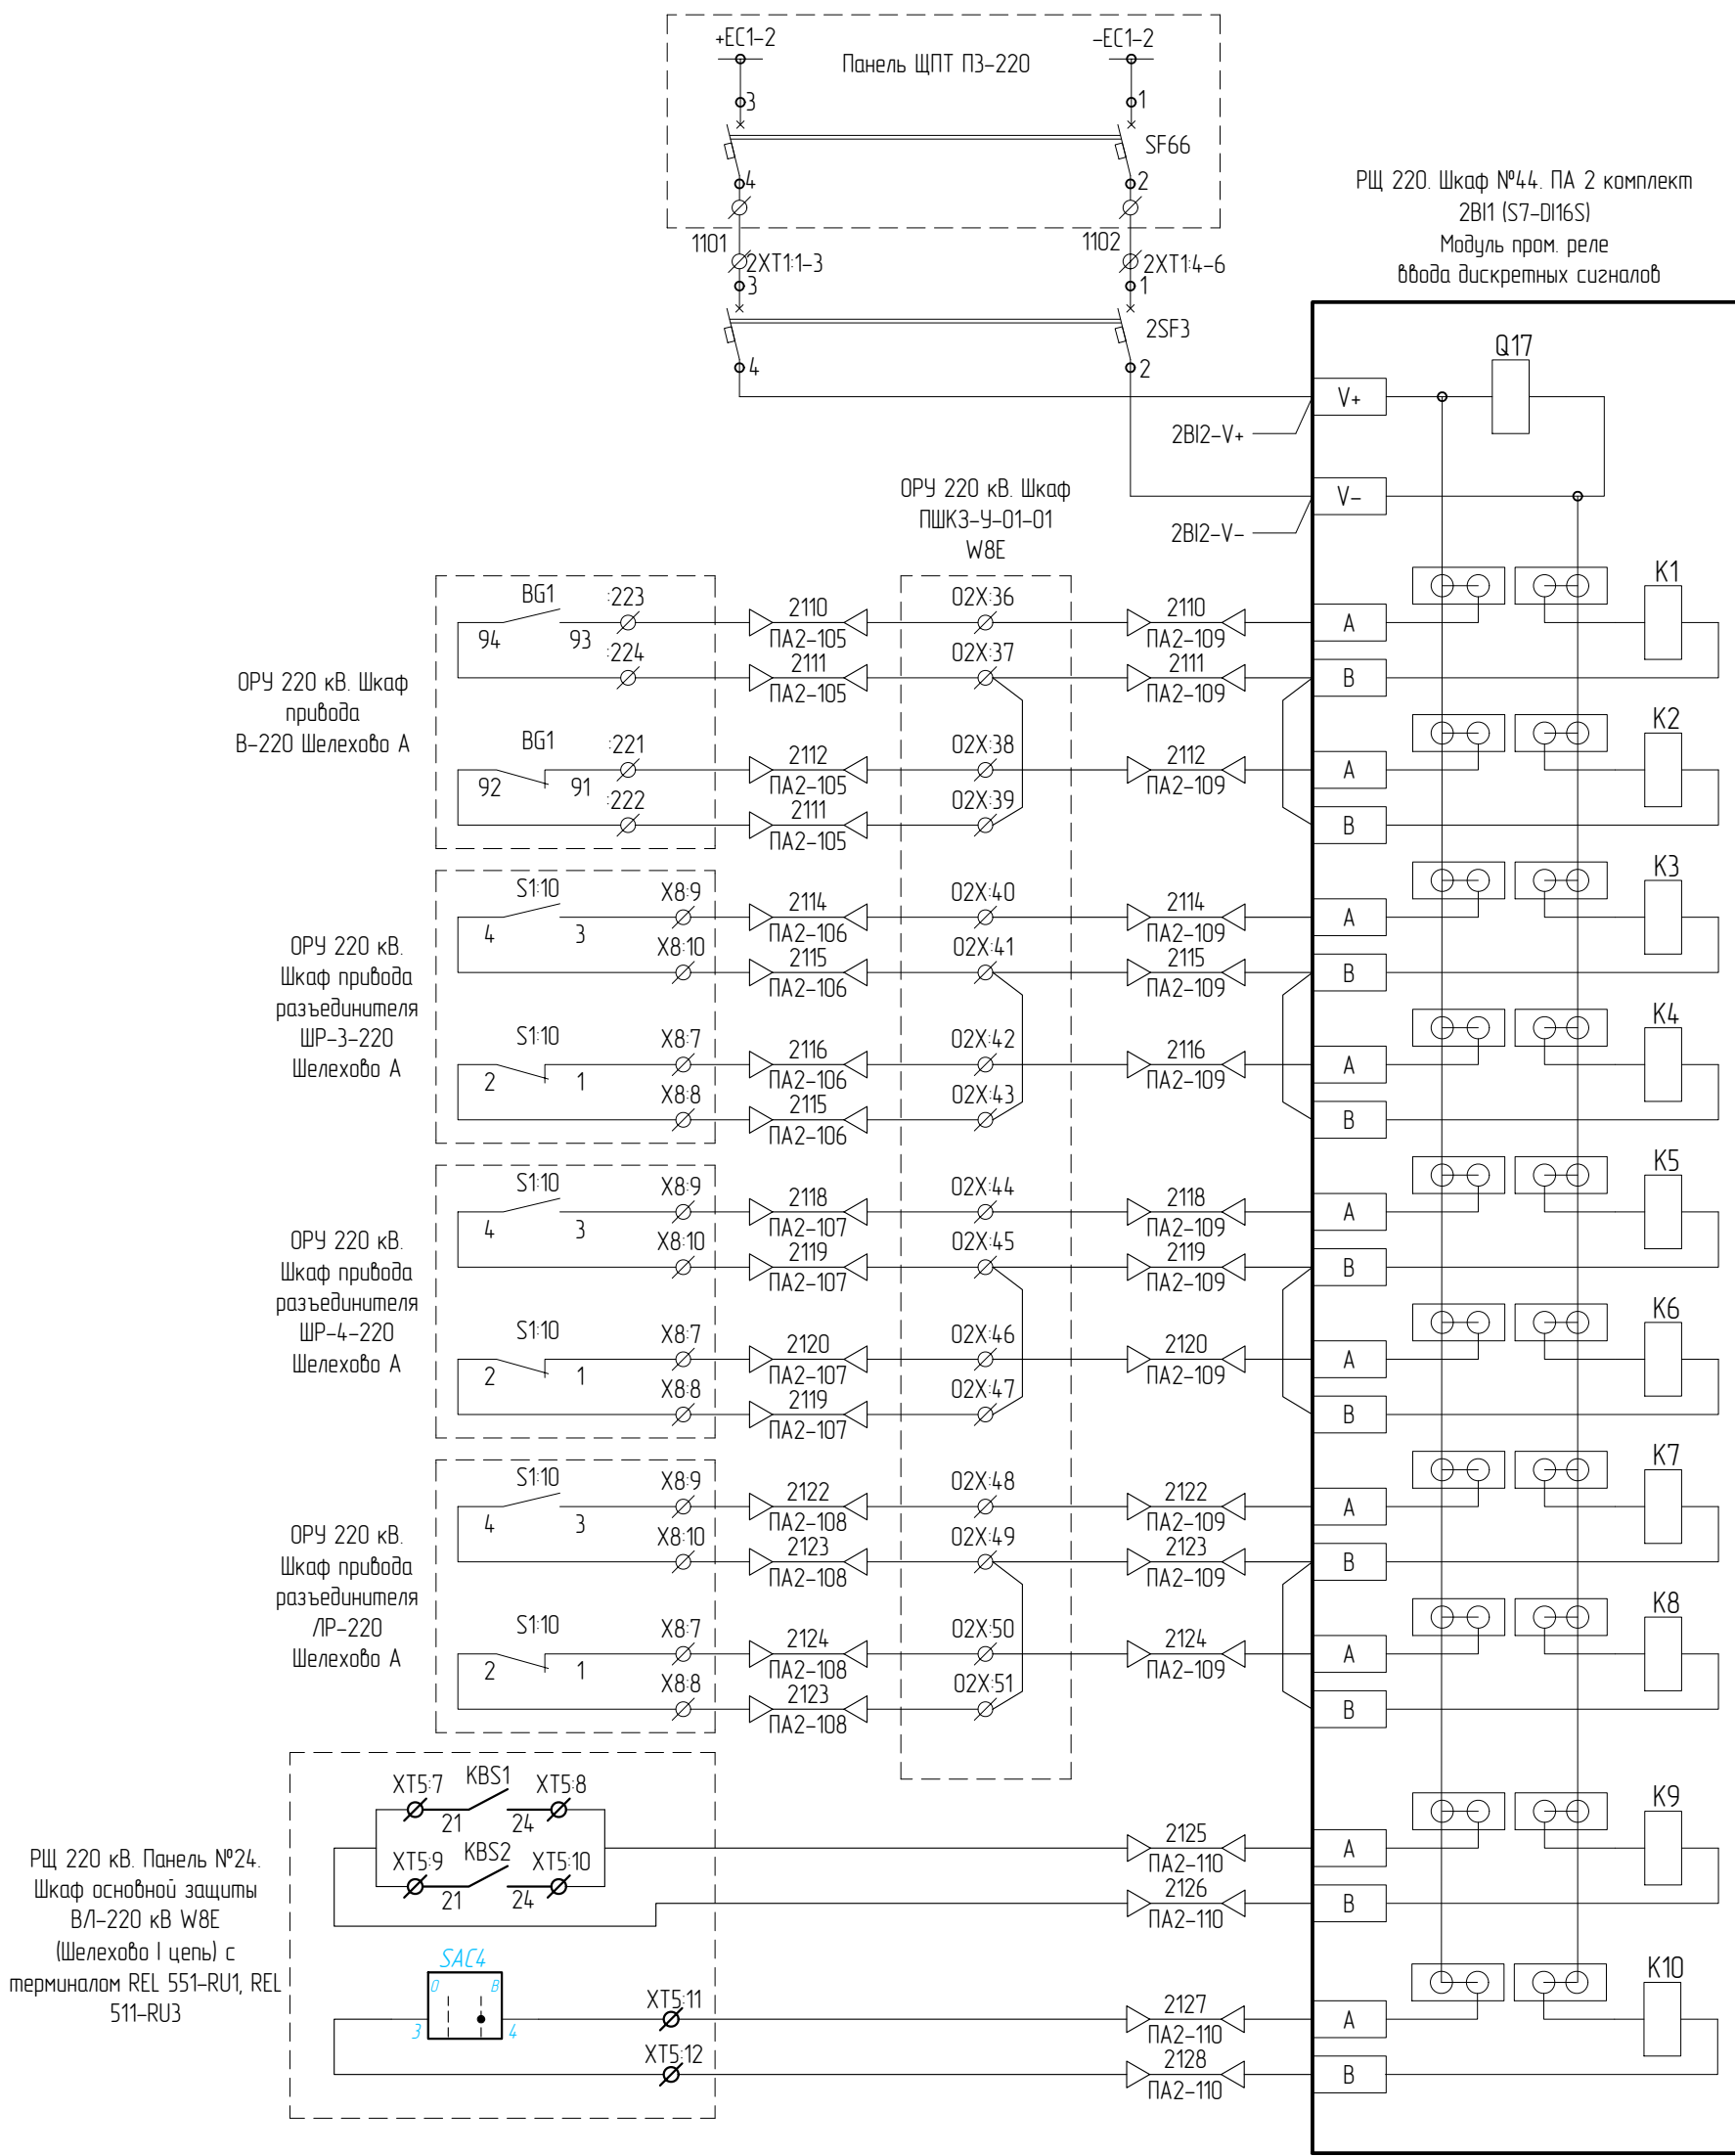 +ЕС1-2
-ЕС1-2
Панель ЩПТ ПЗ-220
3
1
SF66
4
2
1101
1102
2ХТ1:1-3
2ХТ1:4-6
3
1
2SF3
4
2
РЩ 220. Шкаф №44. ПА 2 комплект
2BI1 (S7-DI16S)
Модуль пром. реле
ввода дискретных сигналов
Q17
V+
2BI2-V+
V-
2BI2-V-
ОРУ 220 кВ. Шкаф
ПШКЗ-У-01-01
W8E
ОРУ 220 кВ. Шкаф
привода
В-220 Шелехово А
BG1
:223
94
93
:224
2110
ПА2-105
2111
ПА2-105
02X:36
02X:37
2110
ПА2-109
2111
ПА2-109
A
B
K1
BG1
:221
92
91
:222
2112
ПА2-105
2111
ПА2-105
02X:38
02X:39
2112
ПА2-109
A
B
K2
ОРУ 220 кВ.
Шкаф привода
разъединителя
ШР-3-220
Шелехово А
S1:10
X8:9
4
3
X8:10
2114
ПА2-106
2115
ПА2-106
02X:40
02X:41
2114
ПА2-109
2115
ПА2-109
A
B
K3
S1:10
X8:7
2
1
X8:8
2116
ПА2-106
2115
ПА2-106
02X:42
02X:43
2116
ПА2-109
A
B
K4
ОРУ 220 кВ.
Шкаф привода
разъединителя
ШР-4-220
Шелехово А
S1:10
X8:9
4
3
X8:10
2118
ПА2-107
2119
ПА2-107
02X:44
02X:45
2118
ПА2-109
2119
ПА2-109
A
B
K5
S1:10
X8:7
2
1
X8:8
2120
ПА2-107
2119
ПА2-107
02X:46
02X:47
2120
ПА2-109
A
B
K6
ОРУ 220 кВ.
Шкаф привода
разъединителя
ЛР-220
Шелехово А
S1:10
X8:9
4
3
X8:10
2122
ПА2-108
2123
ПА2-108
02X:48
02X:49
2122
ПА2-109
2123
ПА2-109
A
B
K7
S1:10
X8:7
2
1
X8:8
2124
ПА2-108
2123
ПА2-108
02X:50
02X:51
2124
ПА2-109
A
B
K8
РЩ 220 кВ. Панель №24.
Шкаф основной защиты
ВЛ-220 кВ W8E
(Шелехово I цепь) с
терминалом REL 551-RU1, REL
511-RU3
XT5:7
KBS1
XT5:8
21
24
XT5:9
KBS2
XT5:10
21
24
2125
ПА2-110
2126
ПА2-110
A
B
K9
SAC4
0
В
3
4
XT5:11
XT5:12
2127
ПА2-110
2128
ПА2-110
A
B
K10